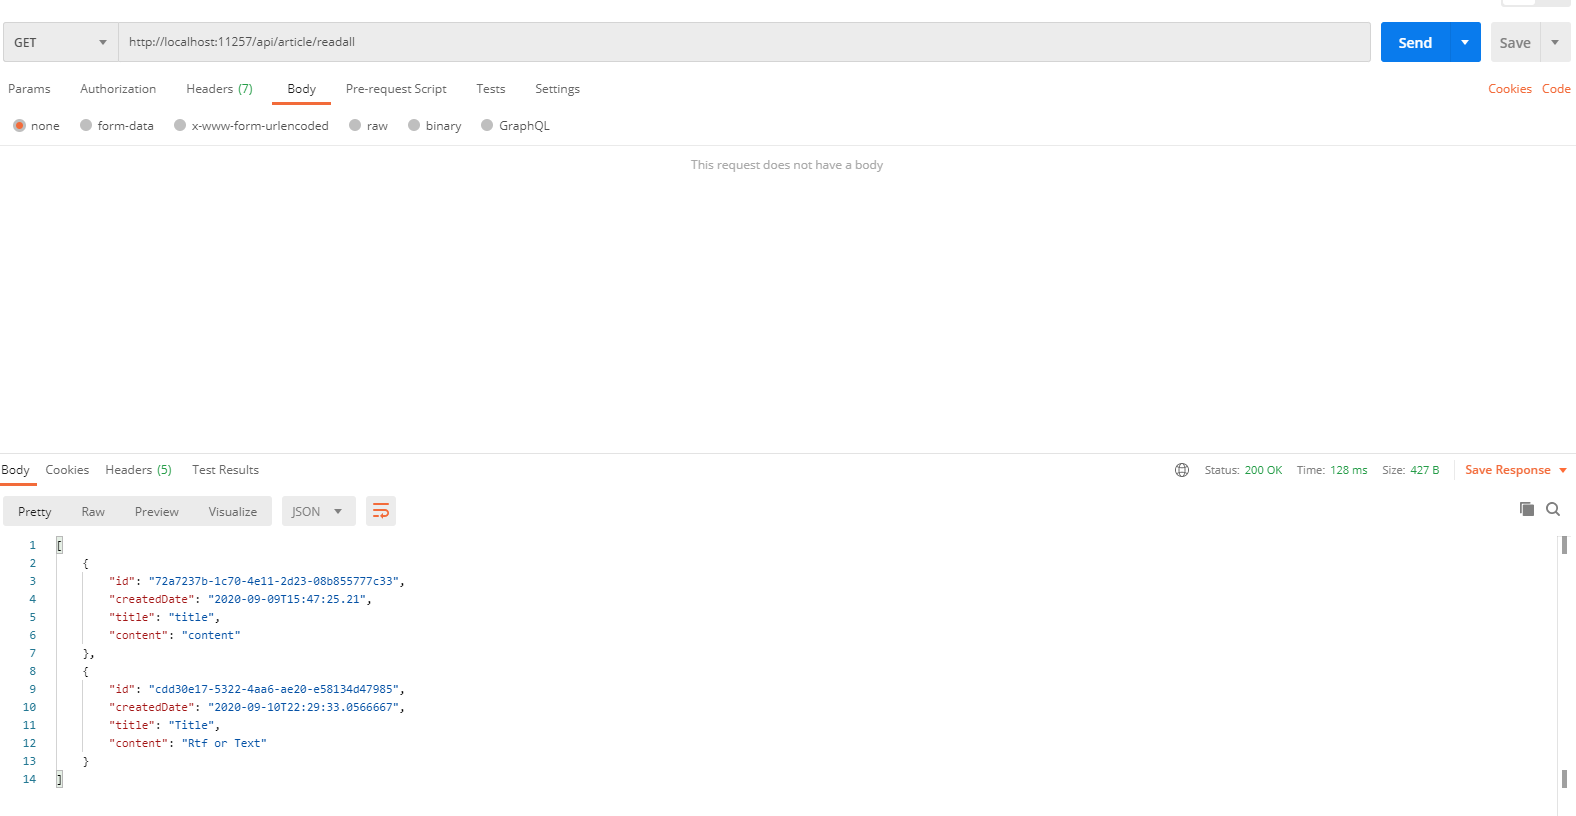 GET http://localhost:11257/api/article/readall Send Save
Params Authorization Headers (7) Body Pre-request Script Tests Settings Cookies Code
none form-data x-www-form-urlencoded raw binary GraphQL
This request does not have a body
Body Cookies Headers (5) Test Results Status: 200 OK Time: 128 ms Size: 427 B Save Response
Pretty Raw Preview Visualize JSON
1 [
2 {
3 "id": "72a7237b-1c70-4e11-2d23-08b855777c33",
4 "createdDate": "2020-09-09T15:47:25.21",
5 "title": "title",
6 "content": "content"
7 },
8 {
9 "id": "cdd30e17-5322-4aa6-ae20-e58134d47985",
10 "createdDate": "2020-09-10T22:29:33.0566667",
11 "title": "Title",
12 "content": "Rtf or Text"
13 }
14 ]